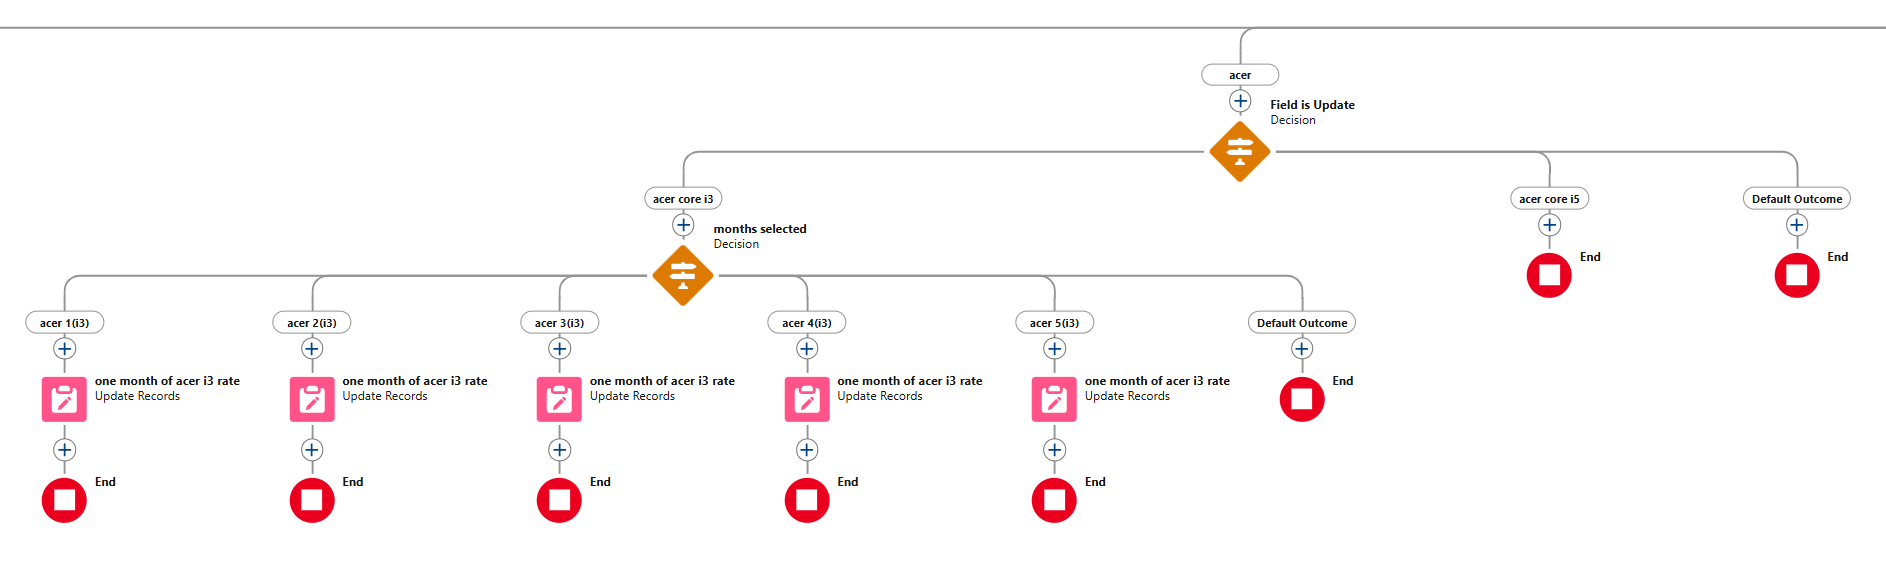 acer
Field is Update
Decision
acer core i3
acer core i5
Default Outcome
months selected
Decision
End
End
acer 1(i3)
acer 2(i3)
acer 3(i3)
acer 4(i3)
acer 5(i3)
Default Outcome
one month of acer i3 rate
Update Records
one month of acer i3 rate
Update Records
one month of acer i3 rate
Update Records
one month of acer i3 rate
Update Records
one month of acer i3 rate
Update Records
End
End
End
End
End
End